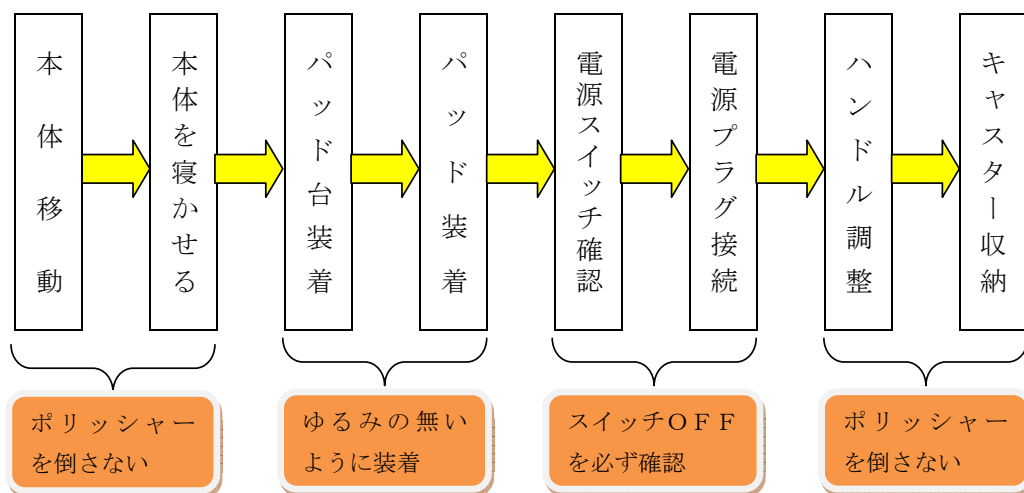 本体移動
本体を寝かせる
パッド台装着
パッド装着
電源スイッチ確認
電源プラグ接続
ハンドル調整
キャスター収納
ポリッシャー
を倒さない
ゆるみの無い
ように装着
スイッチＯＦＦ
を必ず確認
ポリッシャー
を倒さない